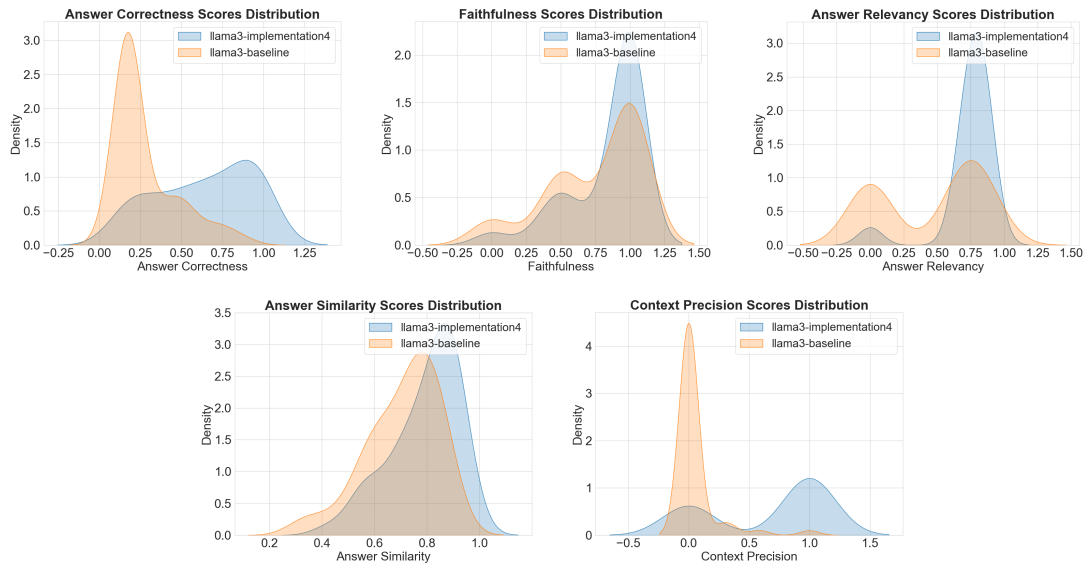 Answer Correctness Scores Distribution
llama3-implementation4
llama3-baseline
Density
3.0
2.5
2.0
1.5
1.0
0.5
0.0
−0.25 0.00 0.25 0.50 0.75 1.00 1.25
Answer Correctness
Faithfulness Scores Distribution
llama3-implementation4
llama3-baseline
Density
2.0
1.5
1.0
0.5
0.0
−0.50 −0.25 0.00 0.25 0.50 0.75 1.00 1.25 1.50
Faithfulness
Answer Relevancy Scores Distribution
llama3-implementation4
llama3-baseline
Density
3.0
2.5
2.0
1.5
1.0
0.5
0.0
−0.50 −0.25 0.00 0.25 0.50 0.75 1.00 1.25 1.50
Answer Relevancy
Answer Similarity Scores Distribution
llama3-implementation4
llama3-baseline
Density
3.5
3.0
2.5
2.0
1.5
1.0
0.5
0.0
0.2 0.4 0.6 0.8 1.0
Answer Similarity
Context Precision Scores Distribution
llama3-implementation4
llama3-baseline
Density
4
3
2
1
0
−0.5 0.0 0.5 1.0 1.5
Context Precision